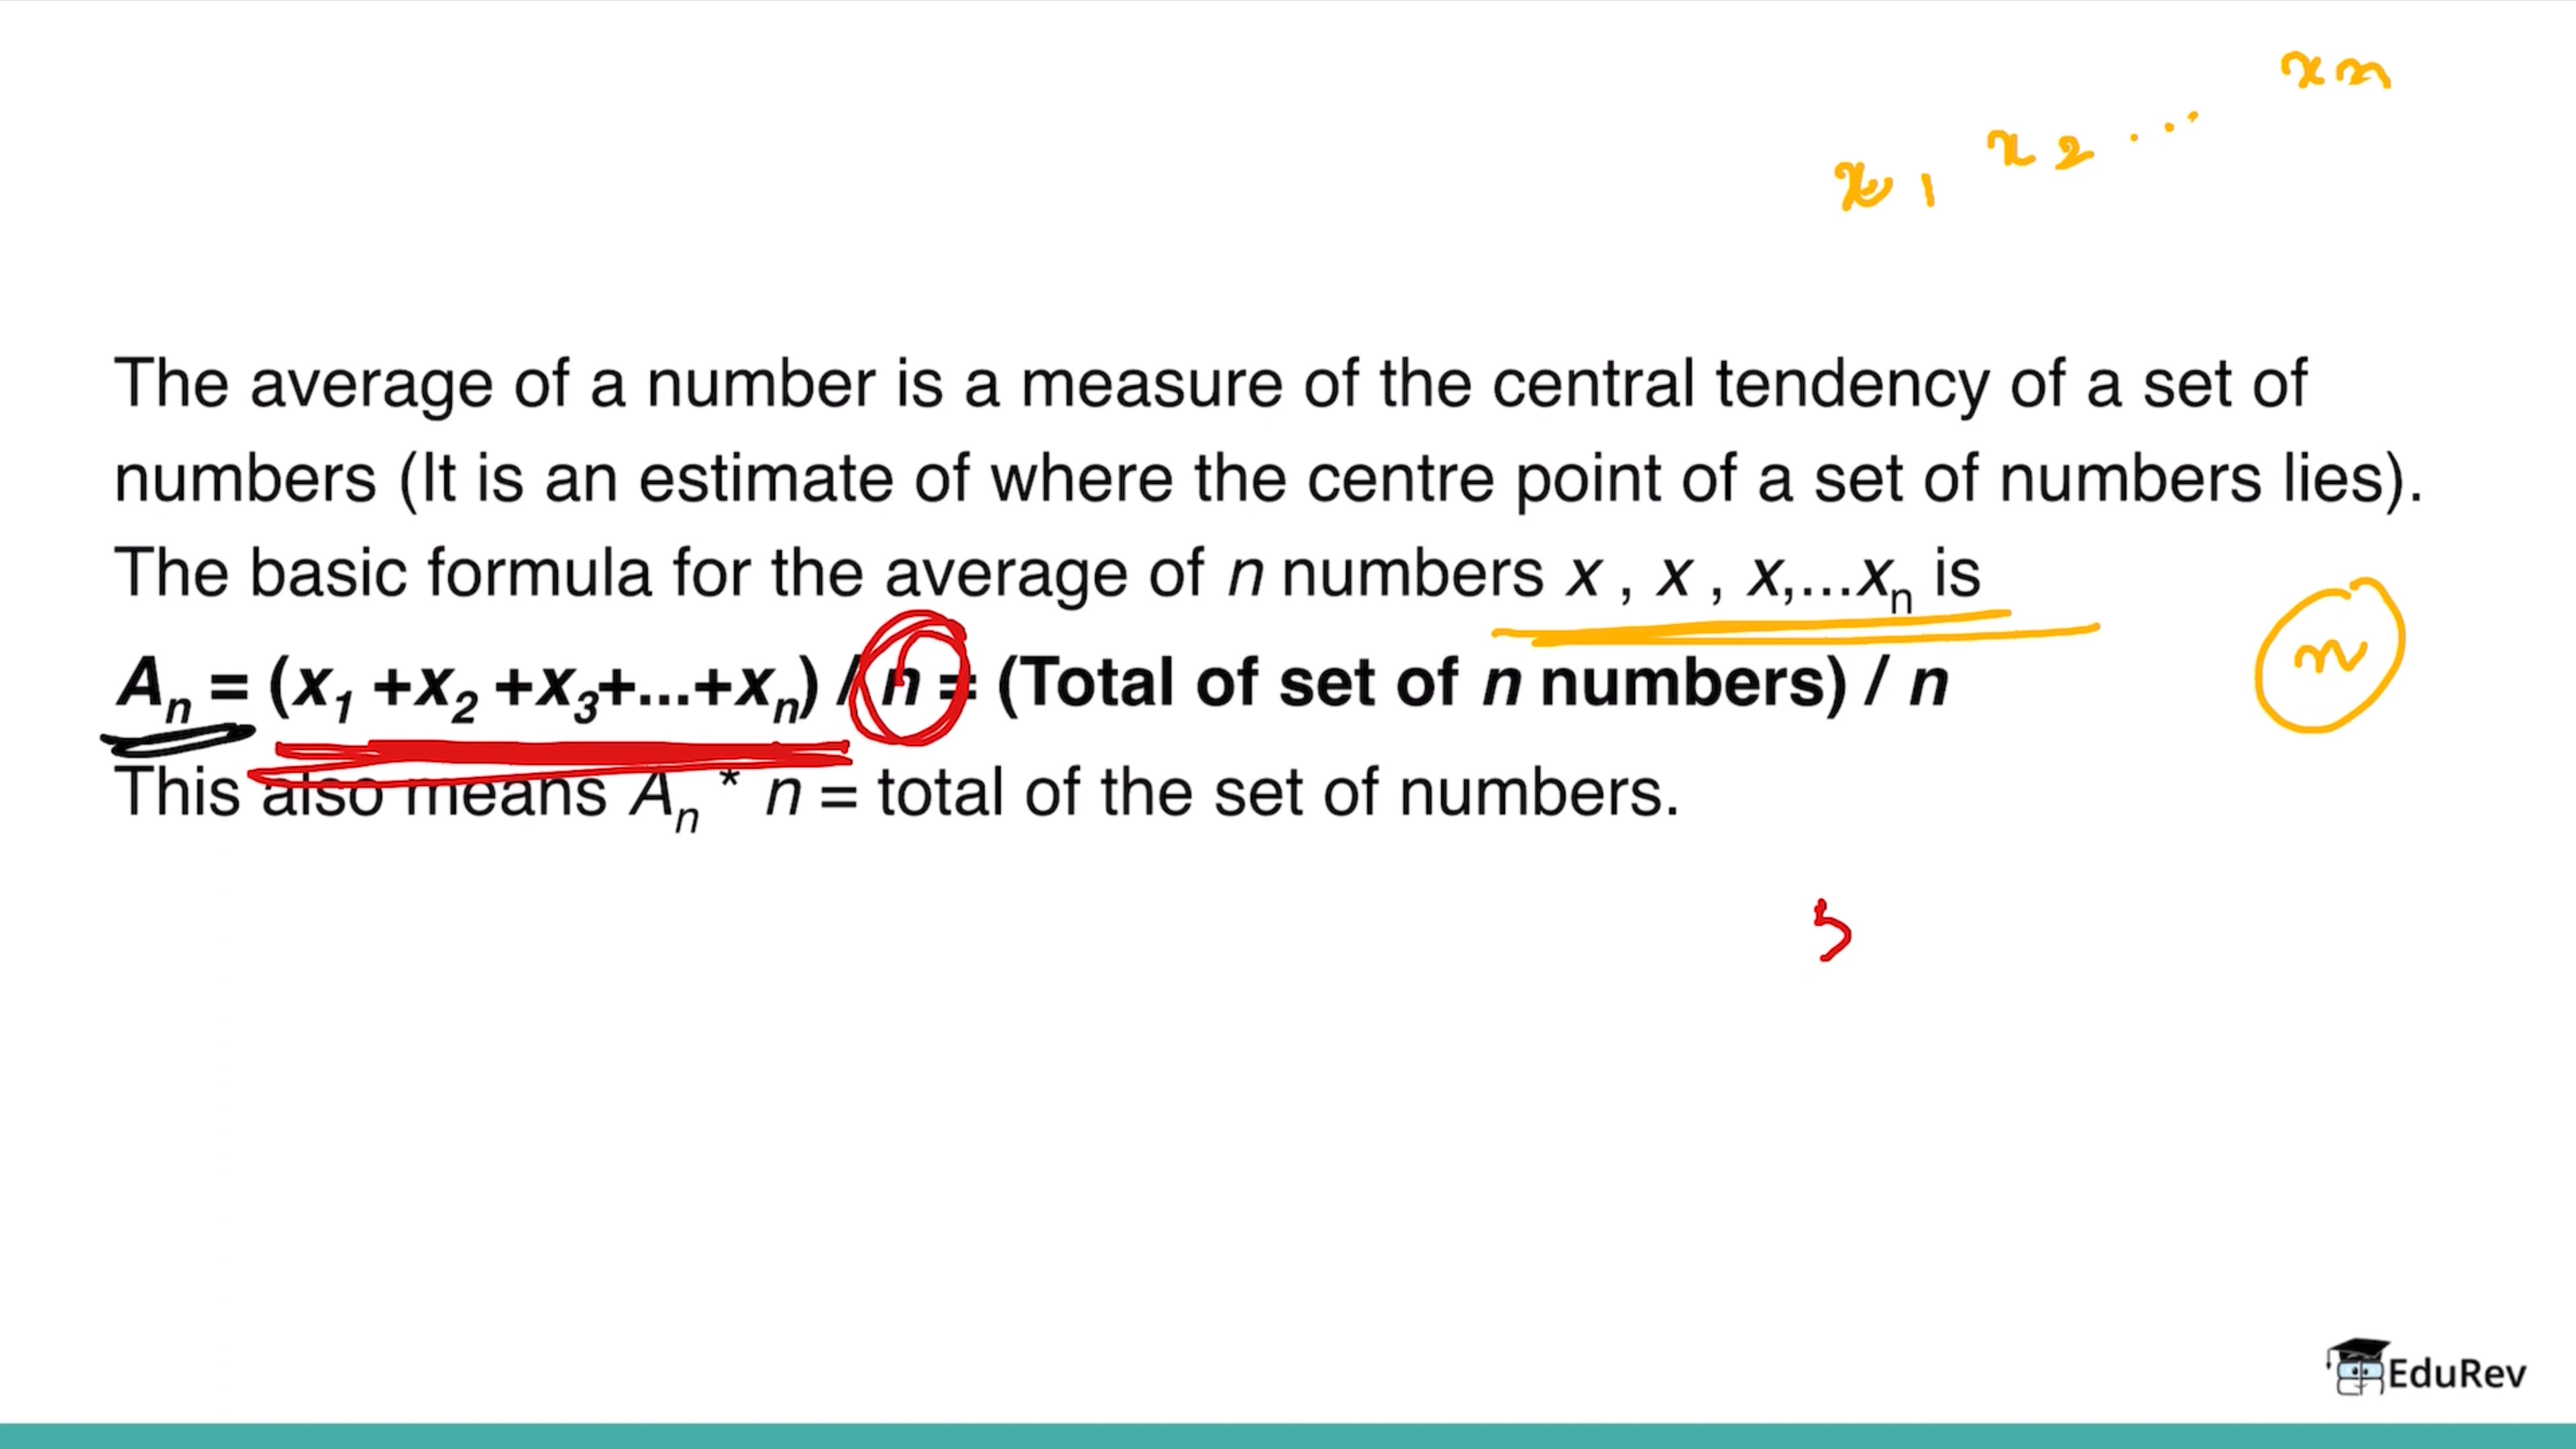 xn
x2 ...
x1
The average of a number is a measure of the central tendency of a set of
numbers (It is an estimate of where the centre point of a set of numbers lies).
The basic formula for the average of n numbers x , x , x,...xn is
An = (x1 +x2 +x3+...+xn) / n = (Total of set of n numbers) / n
n
This also means An * n = total of the set of numbers.
EduRev